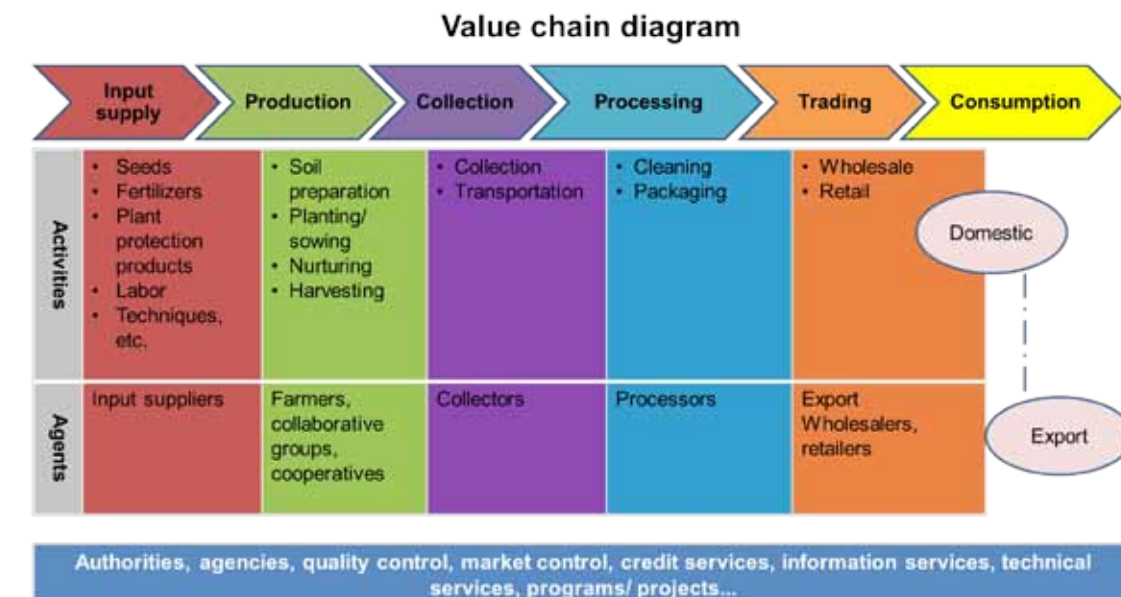 Value chain diagram
Input
supply
Production
Collection
Processing
Trading
Consumption
Activities
• Seeds
• Fertilizers
• Plant
protection
products
• Labor
• Techniques,
etc.
• Soil
preparation
• Planting/
sowing
• Nurturing
• Harvesting
• Collection
• Transportation
• Cleaning
• Packaging
• Wholesale
• Retail
Domestic
Agents
Input suppliers
Farmers,
collaborative
groups,
cooperatives
Collectors
Processors
Export
Wholesalers,
retailers
Export
Authorities, agencies, quality control, market control, credit services, information services, technical
services, programs/ projects...